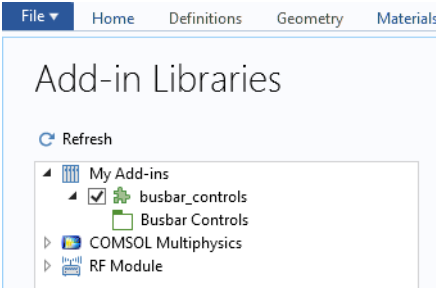 File Home Definitions Geometry Materials
Add-in Libraries
Refresh
My Add-ins
busbar_controls
Busbar Controls
COMSOL Multiphysics
RF Module